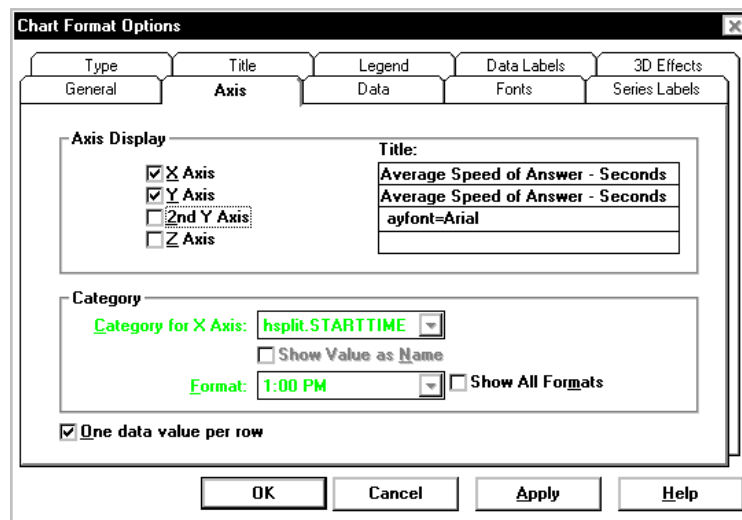 Chart Format Options
Type Title Legend Data Labels 3D Effects
General Axis Data Fonts Series Labels
Axis Display
Title:
X Axis Average Speed of Answer - Seconds
Y Axis Average Speed of Answer - Seconds
2nd Y Axis ayfont=Arial
Z Axis
Category
Category for X Axis: hsplit.STARTTIME
Show Value as Name
Format: 1:00 PM Show All Formats
One data value per row
OK Cancel Apply Help